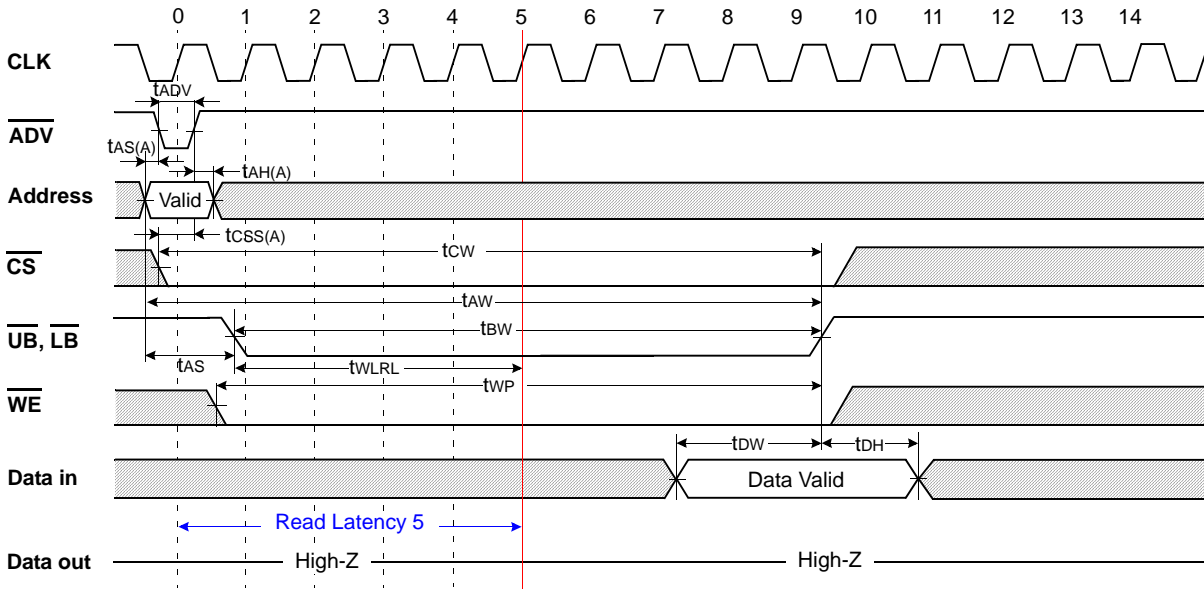 0 1 2 3 4 5 6 7 8 9 10 11 12 13 14
CLK
tADV
ADV
tAS(A)
tAH(A)
Address
Valid
tCSS(A)
CS
tCW
tAW
UB, LB
tBW
tAS
tWLRL
tWP
WE
tDW
tDH
Data in
Data Valid
Read Latency 5
Data out
High-Z
High-Z